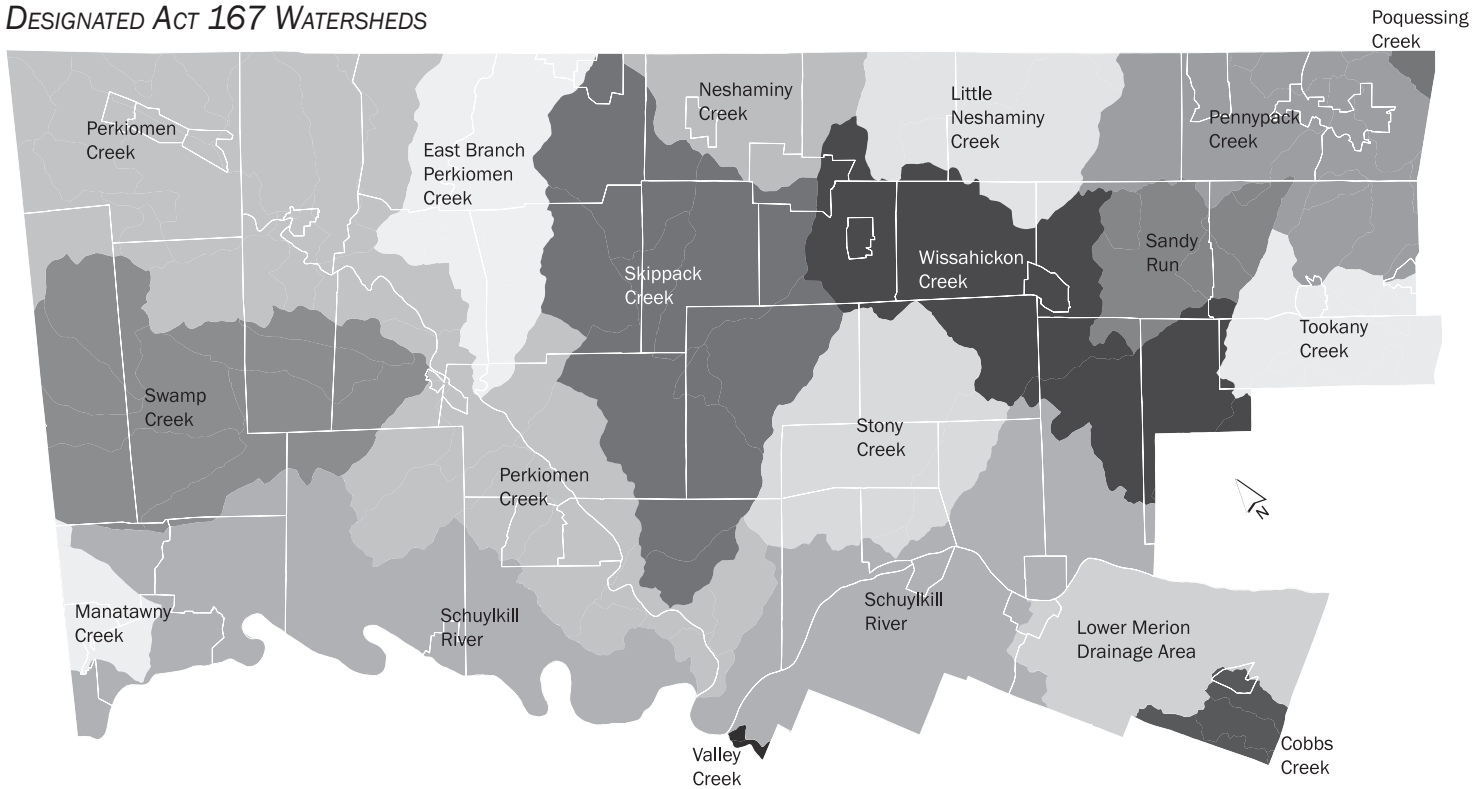 DESIGNATED ACT 167 WATERSHEDS
Poquessing
Creek
Neshaminy
Creek
Little
Neshaminy
Creek
Pennypack
Creek
Perkiomen
Creek
East Branch
Perkiomen
Creek
Sandy
Run
Skippack
Creek
Wissahickon
Creek
Tookany
Creek
Swamp
Creek
Stony
Creek
Perkiomen
Creek
N
Manatawny
Creek
Schuylkill
River
Schuylkill
River
Lower Merion
Drainage Area
Valley
Creek
Cobbs
Creek